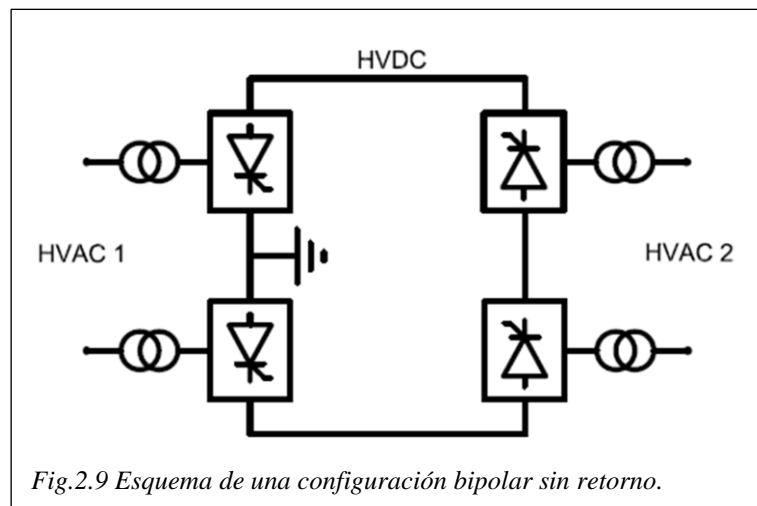 HVDC
HVAC 1
HVAC 2
Fig.2.9 Esquema de una configuración bipolar sin retorno.